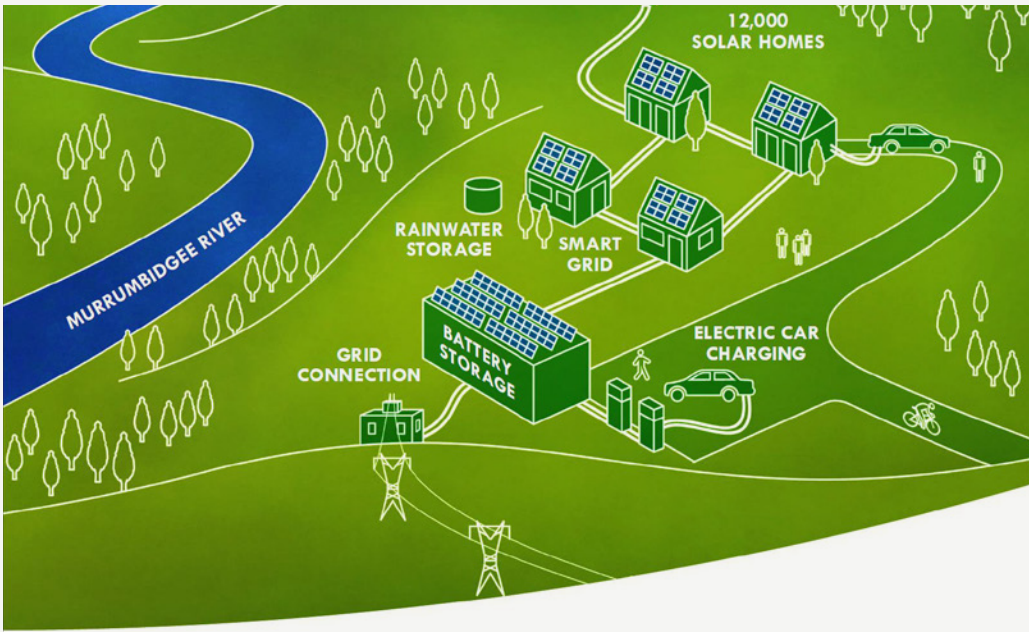 12,000
SOLAR HOMES
RAINWATER
STORAGE
SMART
GRID
MURRUMBIDGEE RIVER
BATTERY
STORAGE
ELECTRIC CAR
CHARGING
GRID
CONNECTION